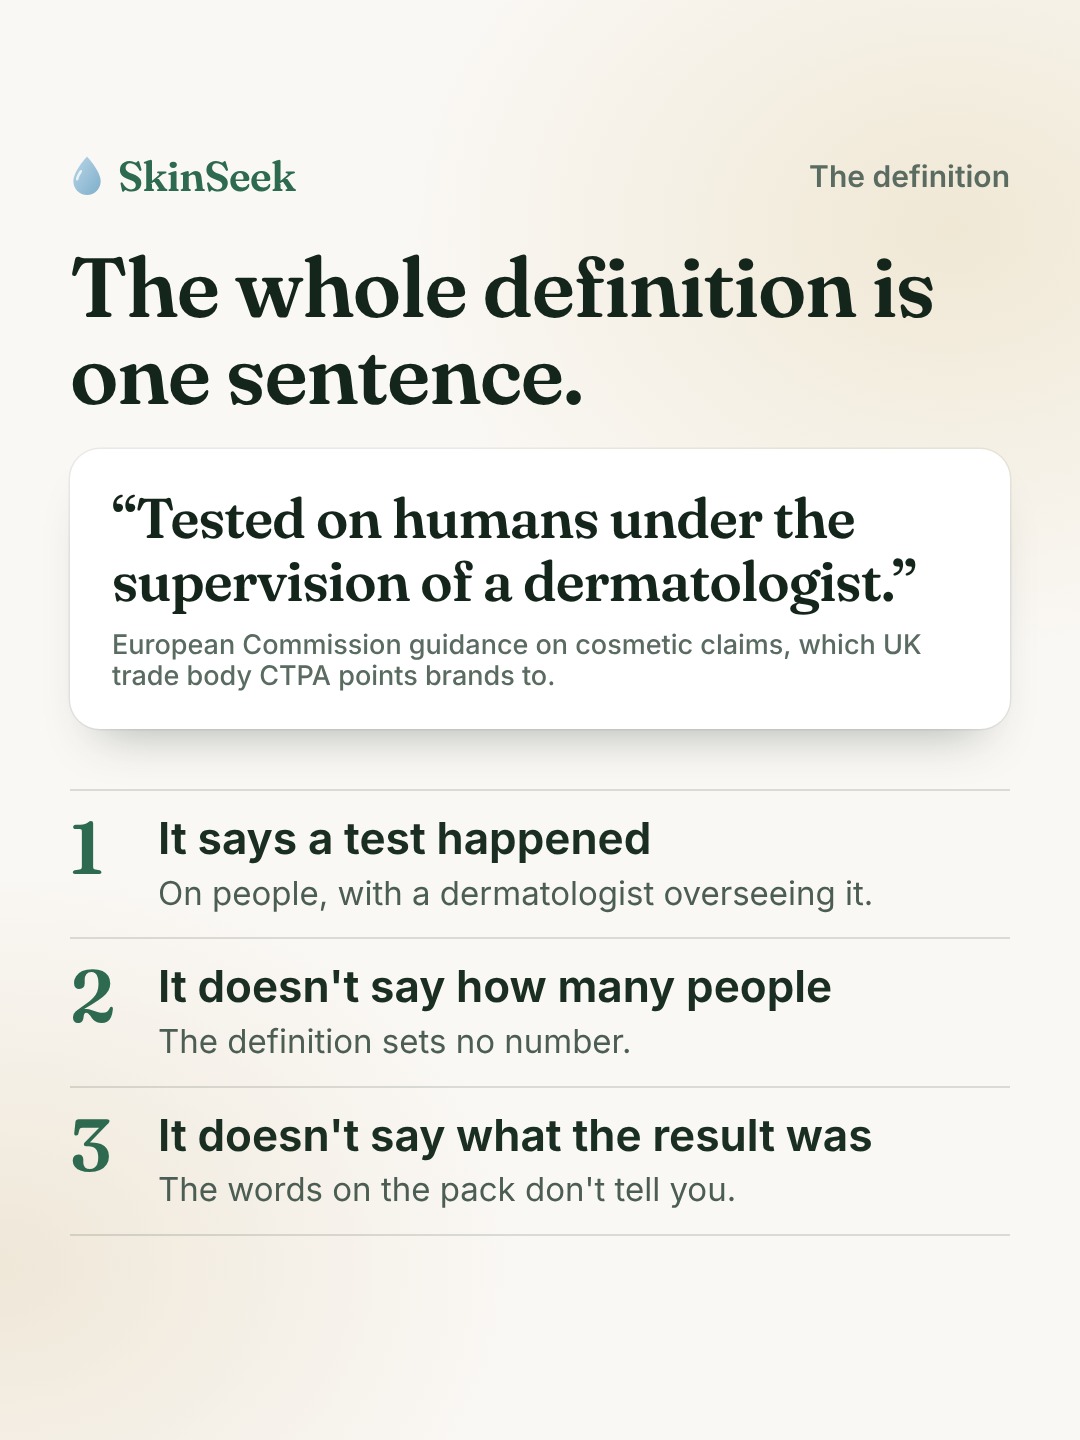 SkinSeek
The definition
The whole definition is
one sentence.
“Tested on humans under the
supervision of a dermatologist.”
European Commission guidance on cosmetic claims, which UK
trade body CTPA points brands to.
1
It says a test happened
On people, with a dermatologist overseeing it.
2
It doesn't say how many people
The definition sets no number.
3
It doesn't say what the result was
The words on the pack don't tell you.